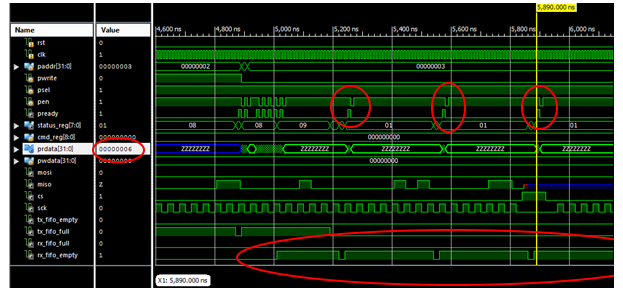 5,890.000 ns
Name Value
4,600 ns 4,800 ns 5,000 ns 5,200 ns 5,400 ns 5,600 ns 5,800 ns 6,000 ns
rst 0
clk 1
paddr[31:0] 00000003 00000002 00000003
pwrite 0
psel 1
pen 1
pready 1
status_reg[7:0] 01 08 08 09 01 01 01
cmd_reg[8:0] 000000000 000000000
prdata[31:0] 00000006 ZZZZZZZZ ZZZZZZZZ ZZZZZZZZ ZZZZZZZZ ZZZZZZZZ
pwdata[31:0] 00000000 00000000
mosi 1
miso Z
cs 1
sck 0
rx_fifo_empty 0
rx_fifo_full 0
rx_fifo_full 0
rx_fifo_empty 1
X1: 5,890.000 ns